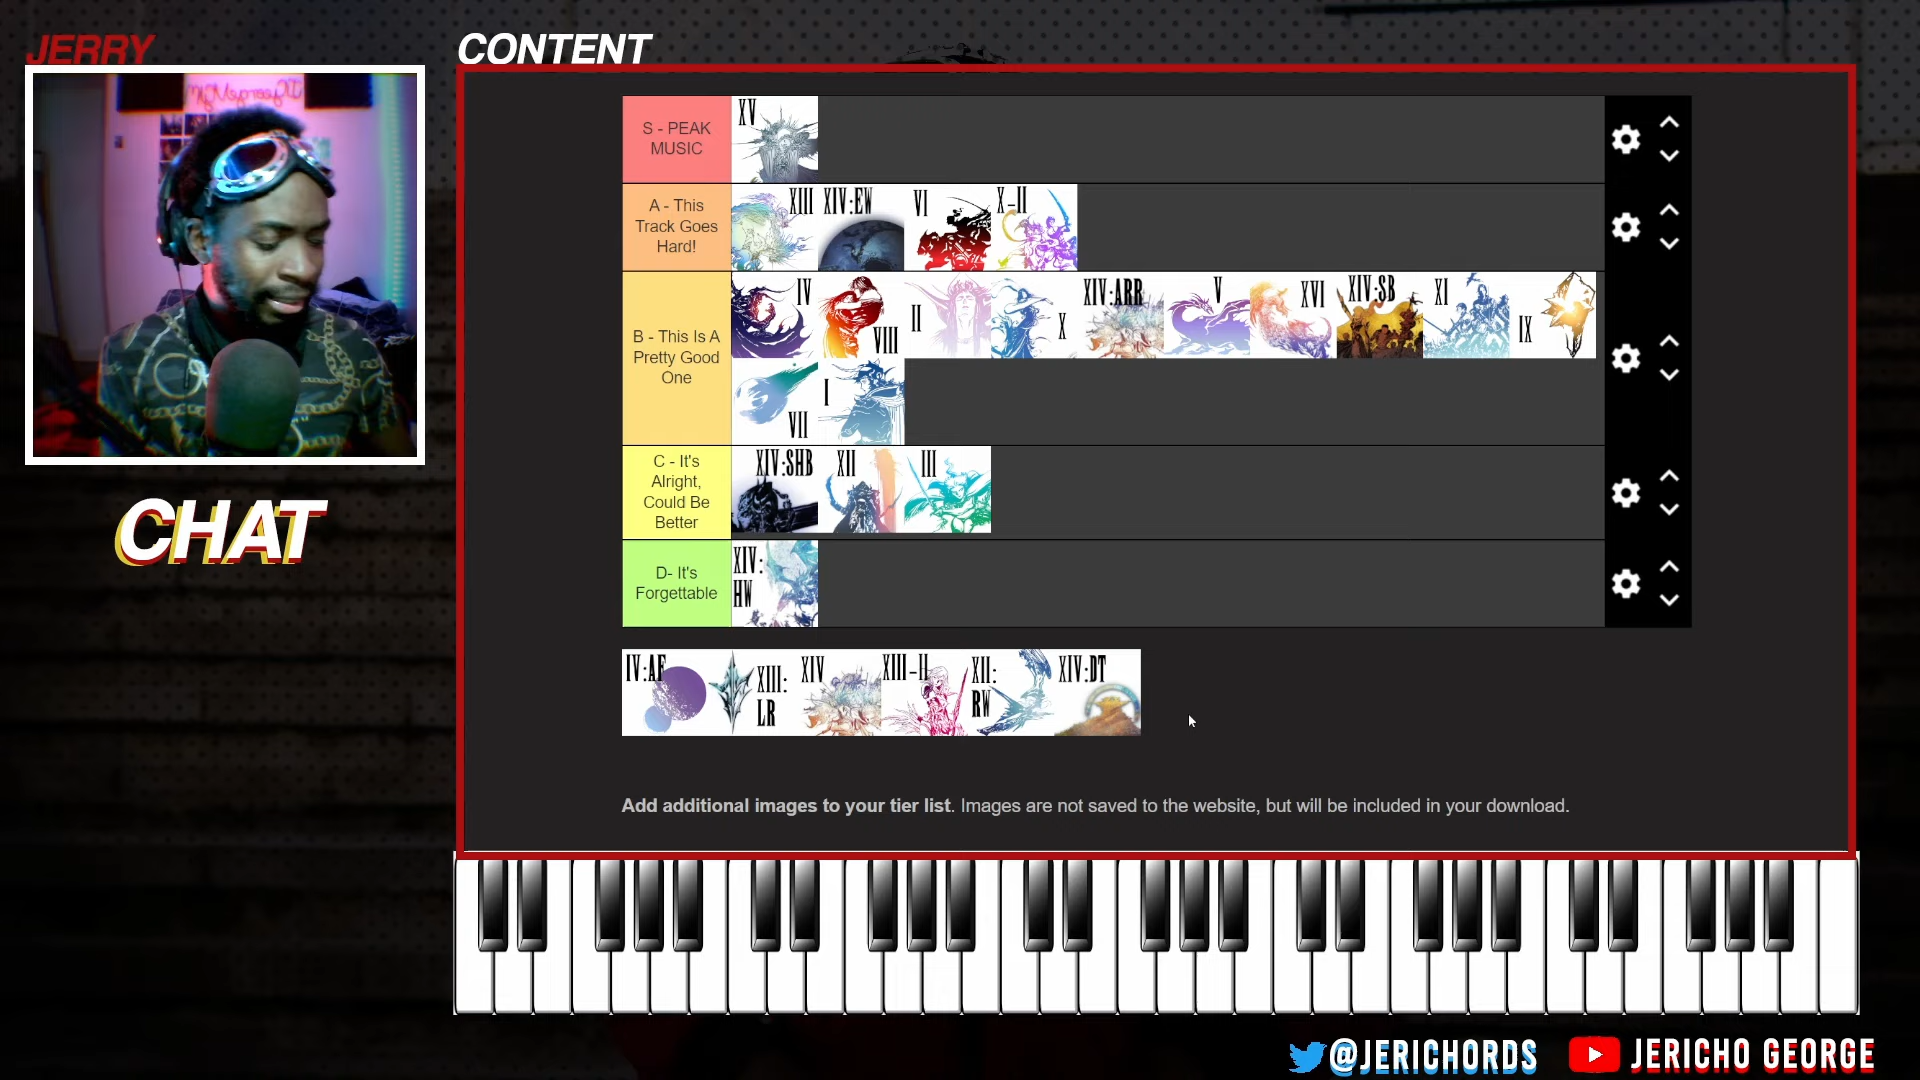 JERRY
CONTENT
S - PEAK
MUSIC
XV
A - This
Track Goes
Hard!
XIII
XIV:EW
VI
X-II
B - This Is A
Pretty Good
One
IV
VIII
II
X
XIV:ARR
V
XVI
XIV:SB
XI
IX
VII
I
C - It's
Alright,
Could Be
Better
XIV:SHB
XII
III
D- It's
Forgettable
XIV:
HW
IV:AF
XIII:
LR
XIV
XIII-II
XII:
RW
XIV:DT
Add additional images to your tier list. Images are not saved to the website, but will be included in your download.
CHAT
@JERICHORDS
JERICHO GEORGE